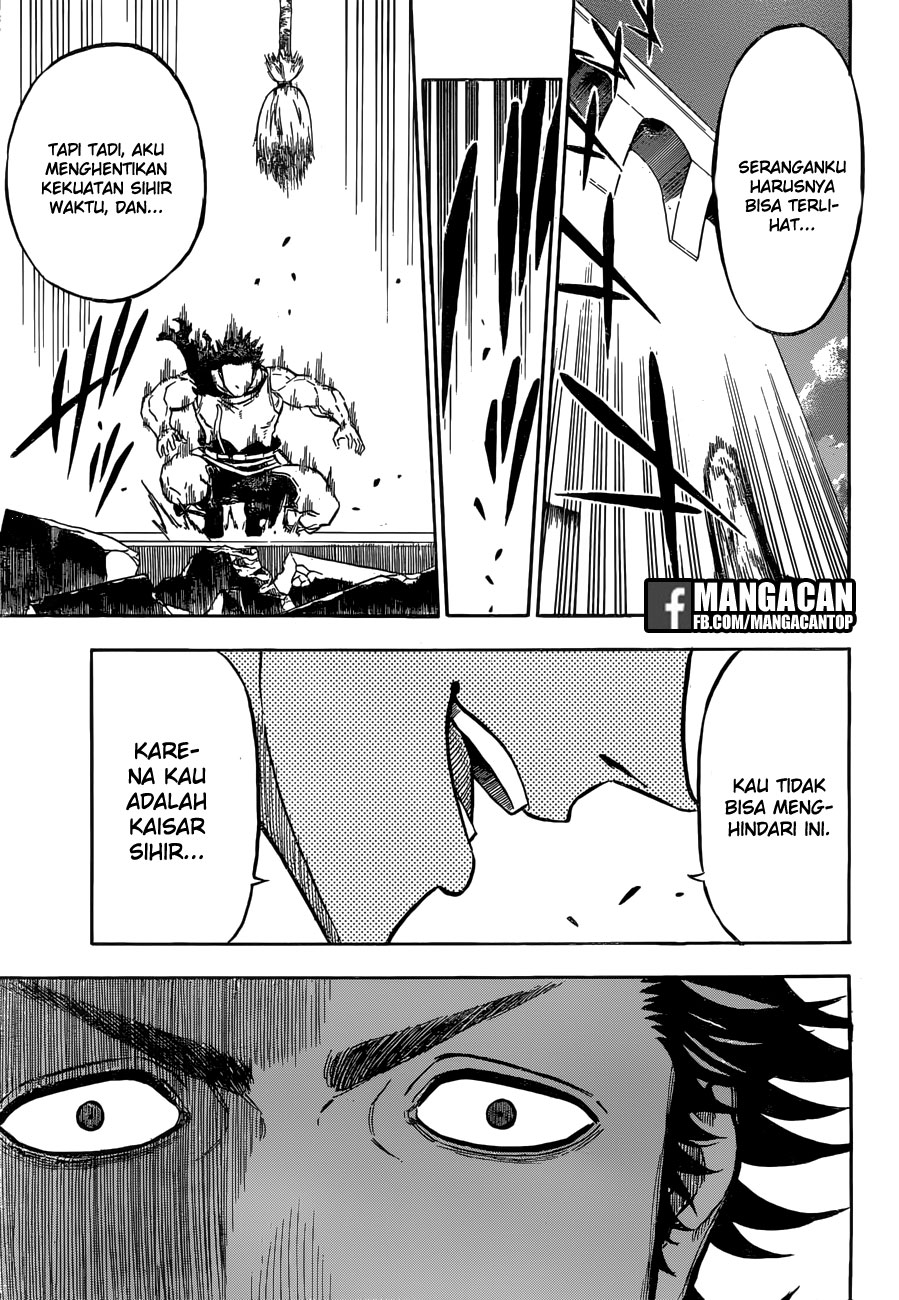 SERANGANKU
HARUSNYA
BISA TERLI-
HAT...
TAPI TADI, AKU
MENGHENTIKAN
KEKUATAN SIHIR
WAKTU, DAN...
MANGACAN
FB.COM/MANGACANTOP
KAU TIDAK
BISA MENG-
HINDARI INI.
KARE-
NA KAU
ADALAH
KAISAR
SIHIR...